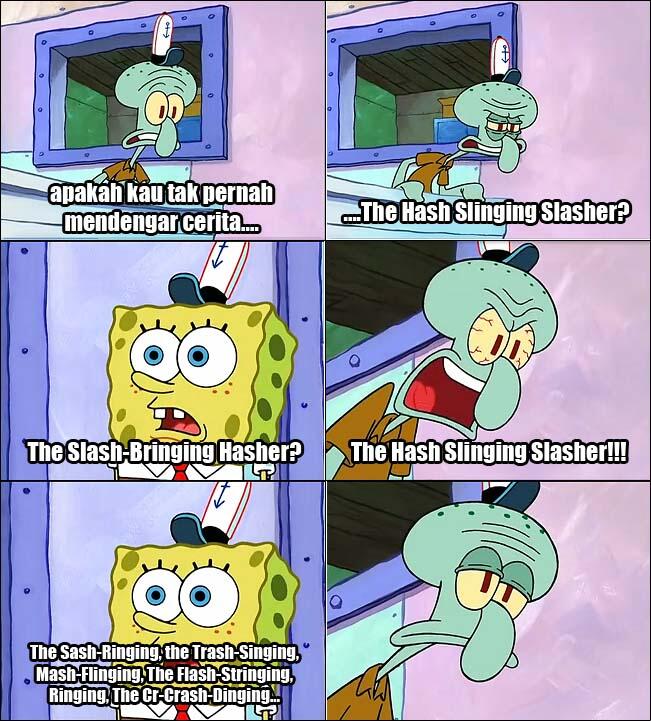 apakah kau tak pernah
mendengar cerita....
....The Hash Slinging Slasher?
The Slash-Bringing Hasher?
The Hash Slinging Slasher!!!
The Sash-Ringing, the Trash-Singing,
Mash-Flinging, The Flash-Stringing,
Ringing, The Cr-Crash-Dinging...